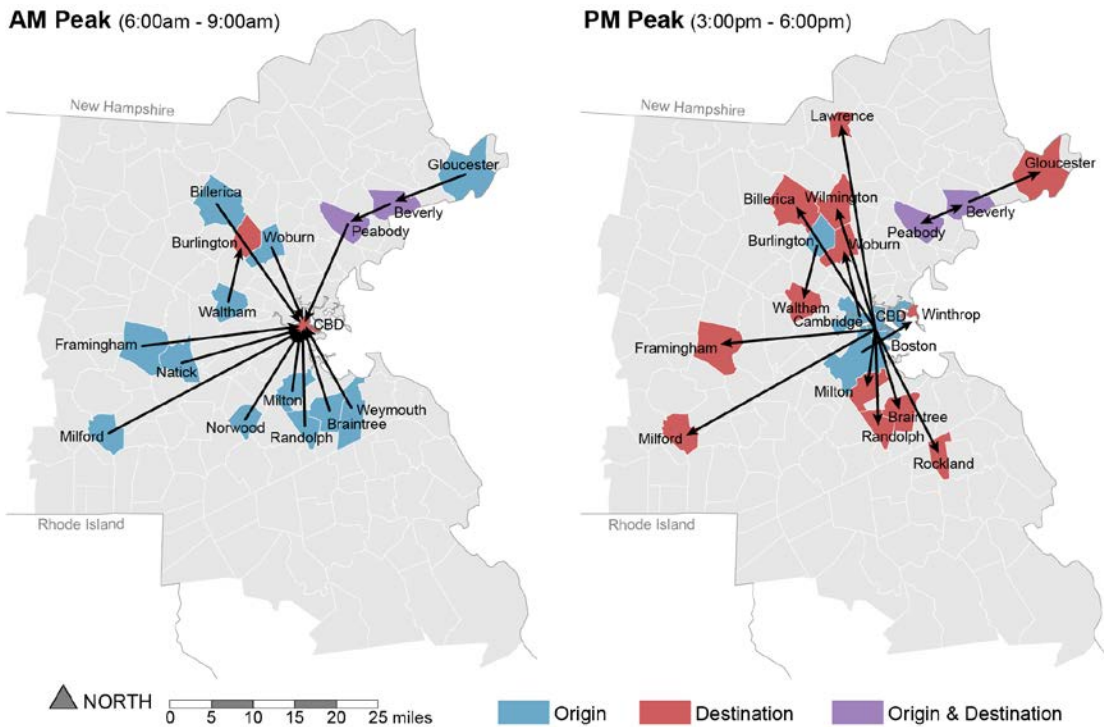 AM Peak (6:00am - 9:00am)
New Hampshire
Gloucester
Billerica
Beverly
Peabody
Burlington
Woburn
Waltham
CBD
Framingham
Natick
Milton
Weymouth
Norwood
Braintree
Milford
Randolph
Rhode Island
PM Peak (3:00pm - 6:00pm)
New Hampshire
Lawrence
Gloucester
Billerica
Wilmington
Beverly
Peabody
Burlington
Woburn
Waltham
Cambridge
CBD
Winthrop
Framingham
Boston
Milton
Braintree
Milford
Randolph
Rockland
Rhode Island
NORTH
0 5 10 15 20 25 miles
Origin
Destination
Origin & Destination